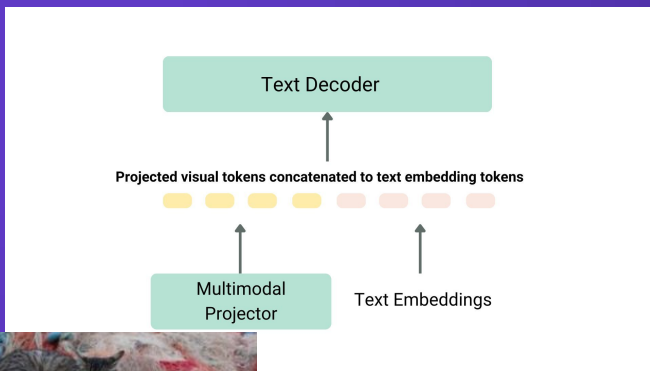 Text Decoder
Projected visual tokens concatenated to text embedding tokens
Multimodal
Projector
Text Embeddings